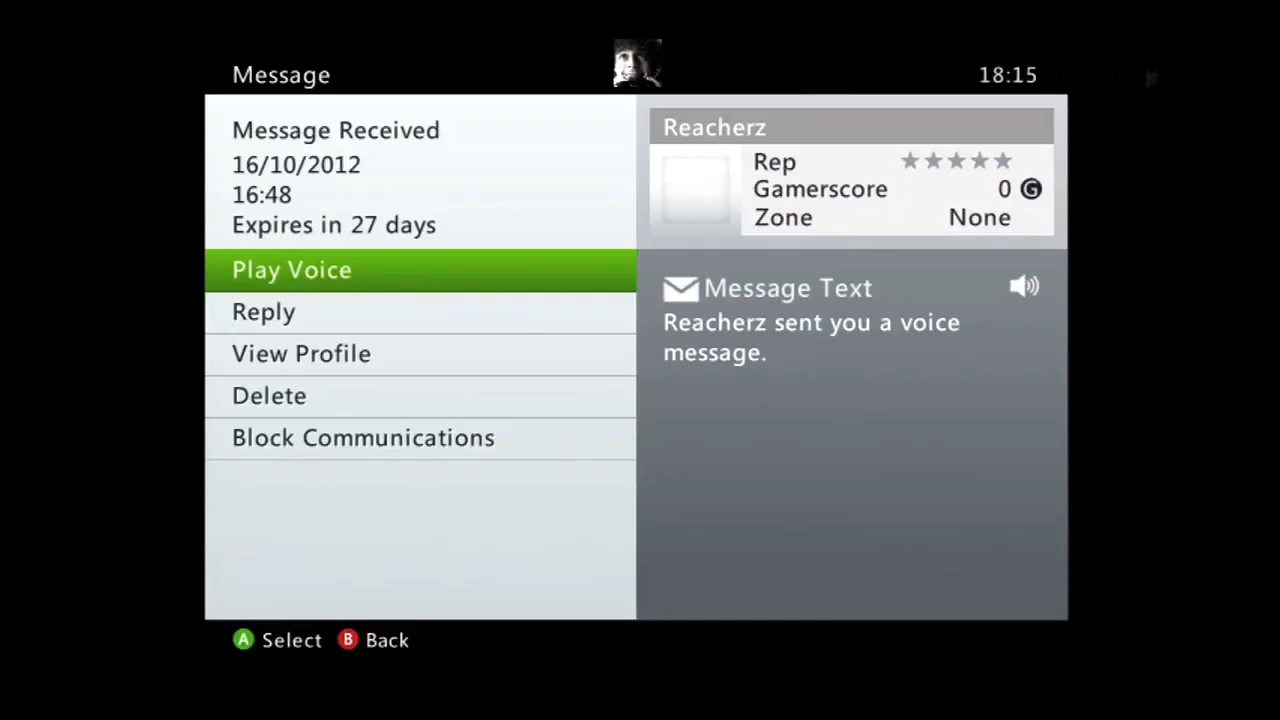 Message
18:15
Message Received
16/10/2012
16:48
Expires in 27 days
Play Voice
Reply
View Profile
Delete
Block Communications
Reacherz
Rep
Gamerscore 0 G
Zone None
Message Text
Reacherz sent you a voice
message.
A Select B Back